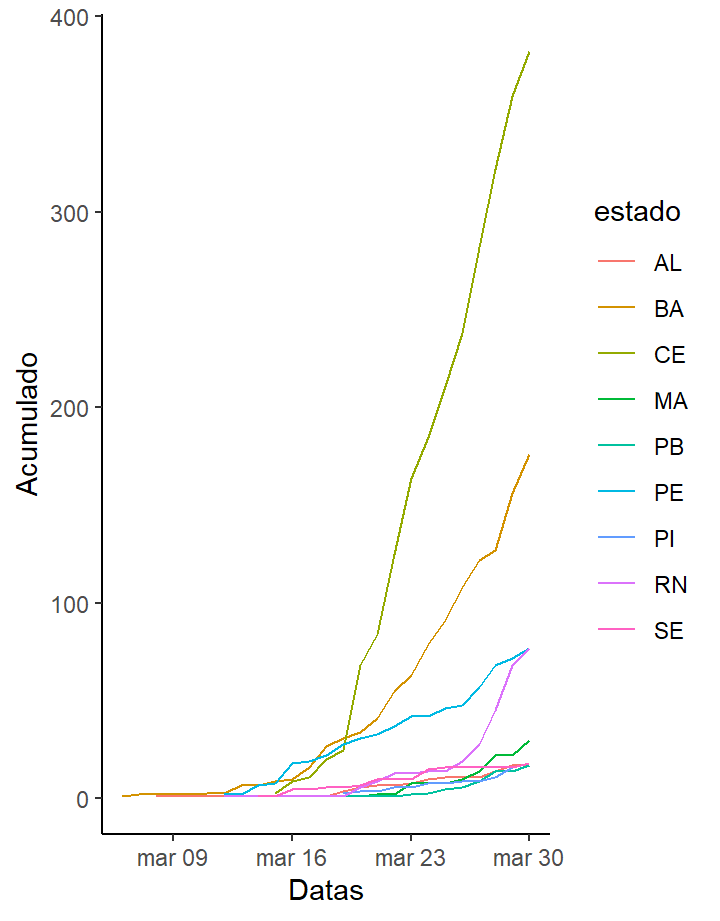 400
300
200
100
0
Acumulado
mar 09
mar 16
mar 23
mar 30
Datas
estado
AL
BA
CE
MA
PB
PE
PI
RN
SE